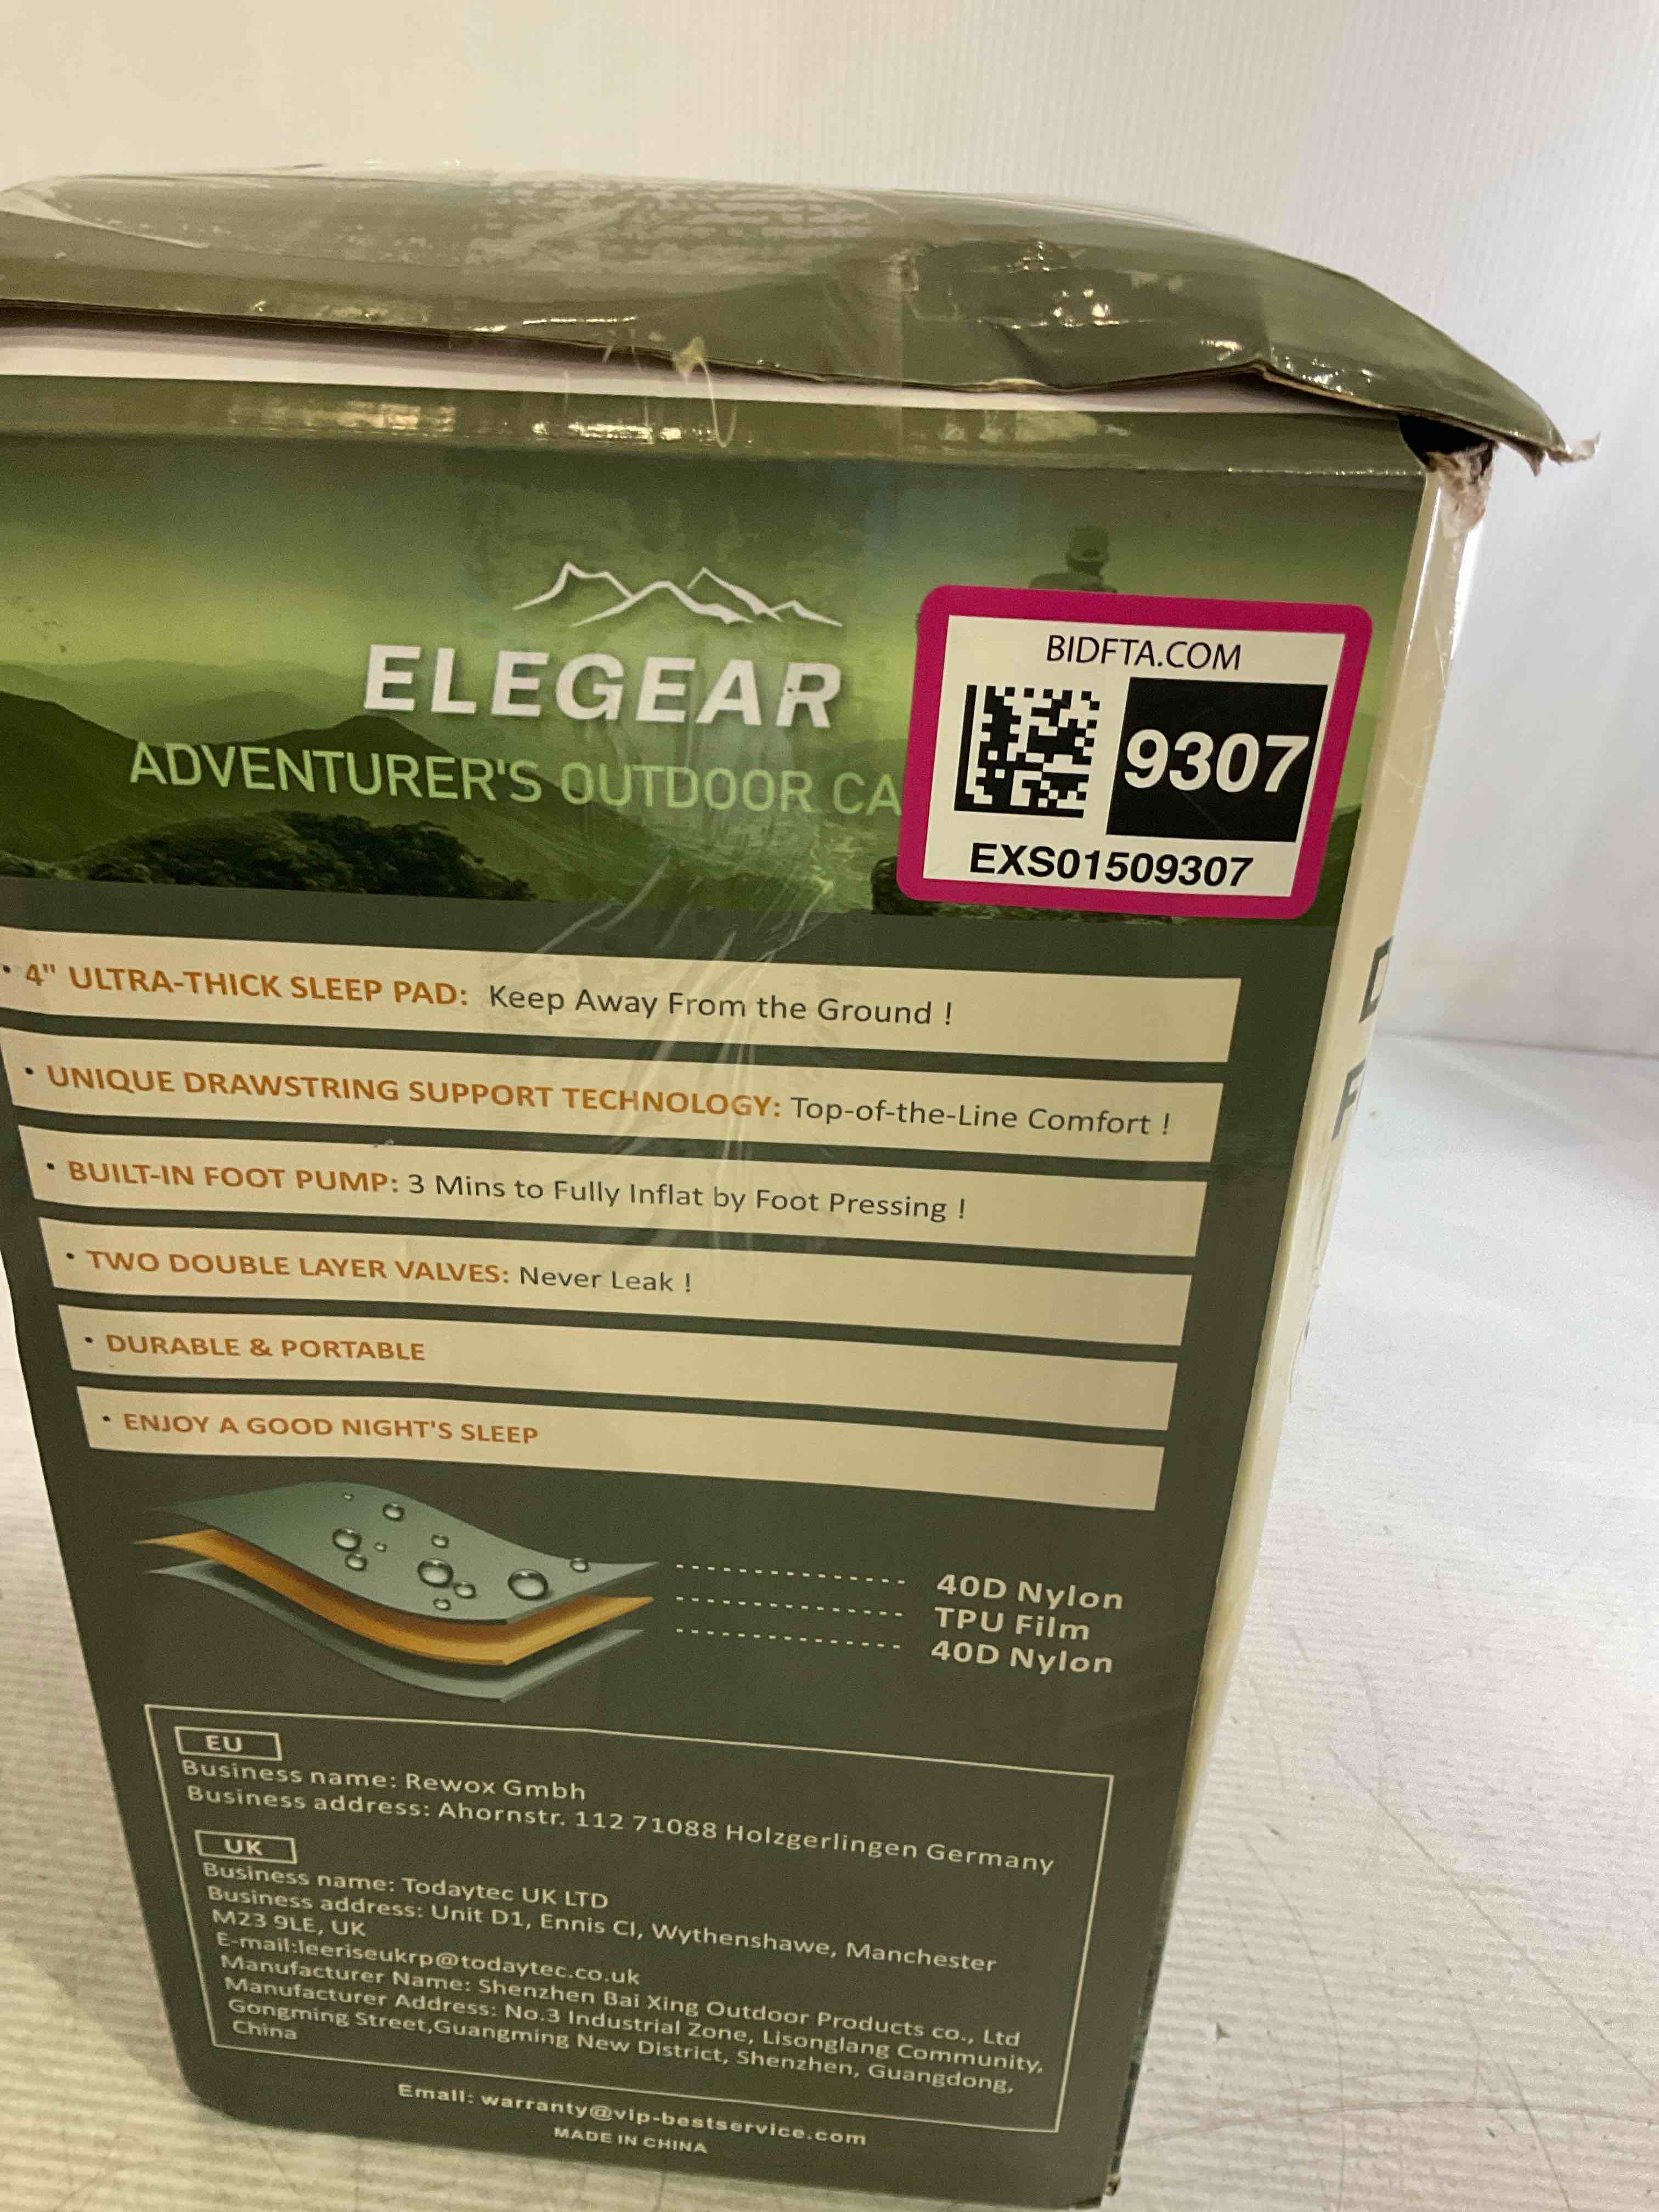 ELEGEAR
ADVENTURER'S OUTDOOR CA
BIDFTA.COM
9307
EXS01509307
• 4" ULTRA-THICK SLEEP PAD: Keep Away From the Ground !
• UNIQUE DRAWSTRING SUPPORT TECHNOLOGY: Top-of-the-Line Comfort !
• BUILT-IN FOOT PUMP: 3 Mins to Fully Inflat by Foot Pressing !
• TWO DOUBLE LAYER VALVES: Never Leak !
• DURABLE & PORTABLE
• ENJOY A GOOD NIGHT'S SLEEP
40D Nylon
TPU Film
40D Nylon
EU
Business name: Rewox Gmbh
Business address: Ahornstr. 112 71088 Holzgerlingen Germany
UK
Business name: Todaytec UK LTD
Business address: Unit D1, Ennis Cl, Wythenshawe, Manchester
M23 9LE, UK
E-mail:leeriseukrp@todaytec.co.uk
Manufacturer Name: Shenzhen Bai Xing Outdoor Products co., Ltd
Manufacturer Address: No.3 Industrial Zone, Lisonglang Community,
Gongming Street,Guangming New District, Shenzhen, Guangdong,
China
Email: warranty@vip-bestservice.com
MADE IN CHINA